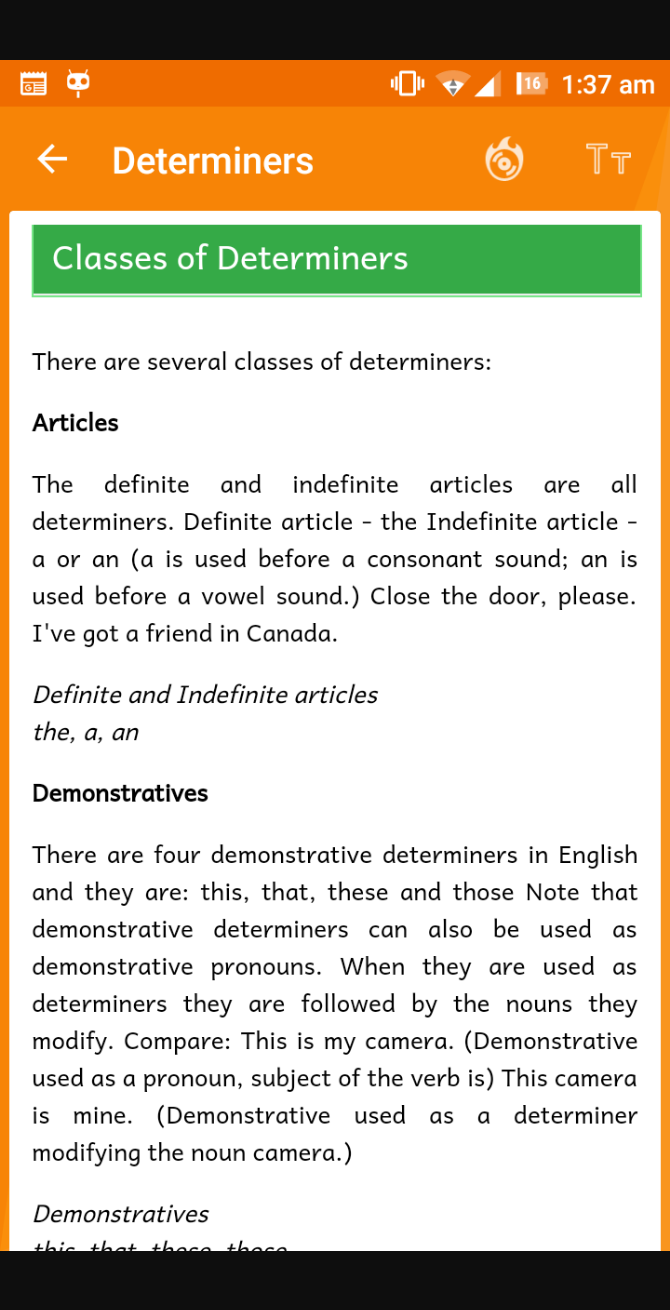 16 1:37 am
Determiners
Classes of Determiners
There are several classes of determiners:
Articles
The definite and indefinite articles are all
determiners. Definite article - the Indefinite article -
a or an (a is used before a consonant sound; an is
used before a vowel sound.) Close the door, please.
I've got a friend in Canada.
Definite and Indefinite articles
the, a, an
Demonstratives
There are four demonstrative determiners in English
and they are: this, that, these and those Note that
demonstrative determiners can also be used as
demonstrative pronouns. When they are used as
determiners they are followed by the nouns they
modify. Compare: This is my camera. (Demonstrative
used as a pronoun, subject of the verb is) This camera
is mine. (Demonstrative used as a determiner
modifying the noun camera.)
Demonstratives
this, that, these, those